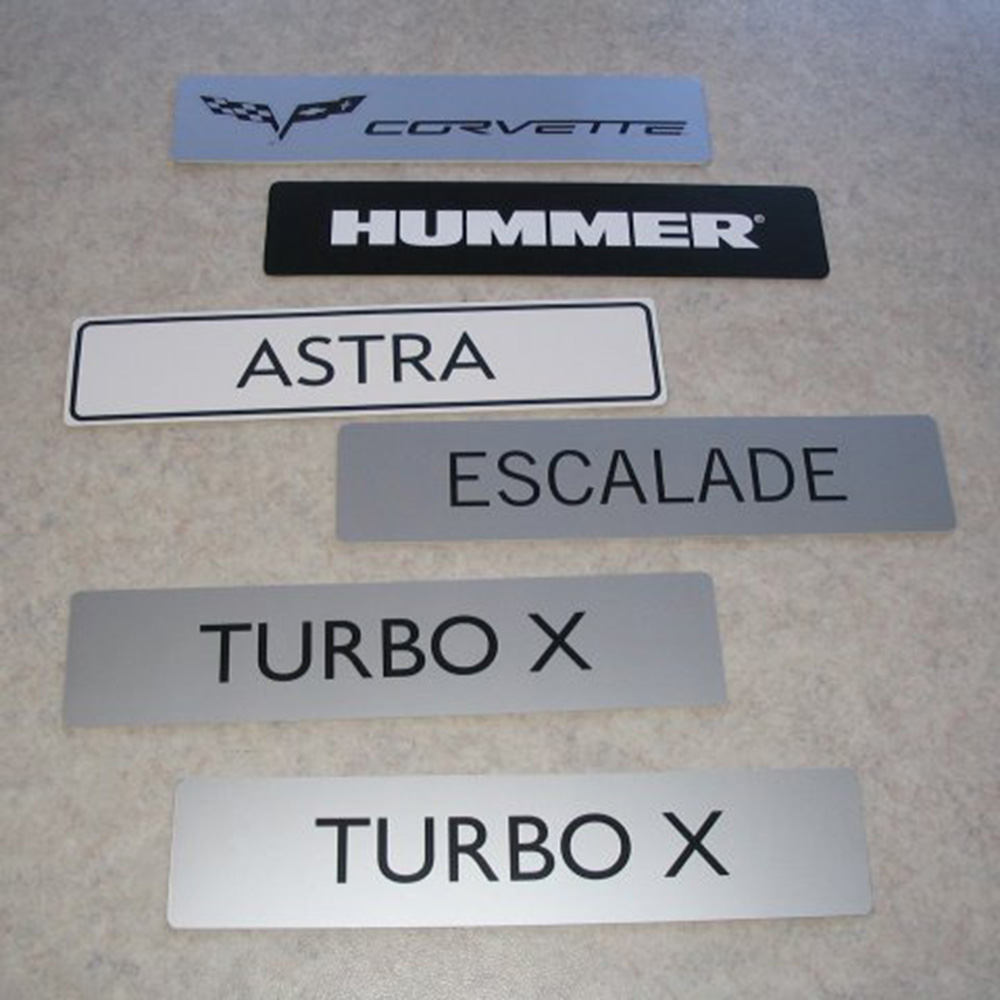 CORVETTE
HUMMER®
ASTRA
ESCALADE
TURBO X
TURBO X